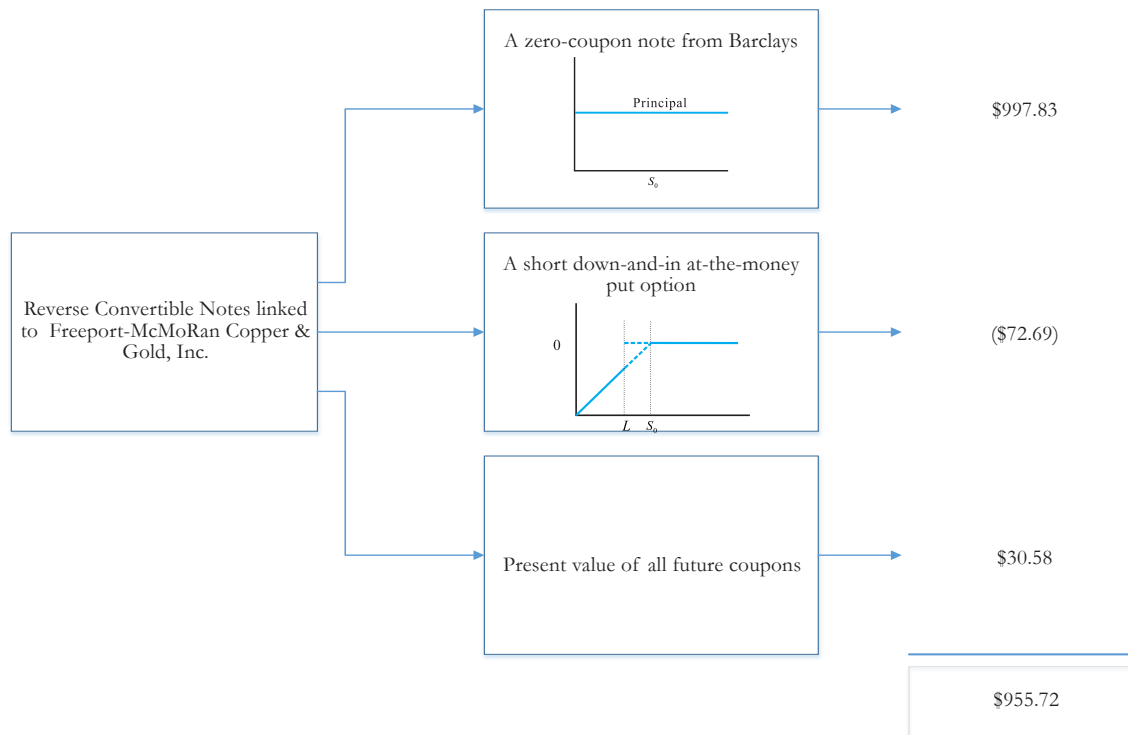 A zero-coupon note from Barclays
Principal
S₀
$997.83
Reverse Convertible Notes linked
to Freeport-McMoRan Copper &
Gold, Inc.
A short down-and-in at-the-money
put option
0
L S₀
($72.69)
Present value of all future coupons
$30.58
$955.72